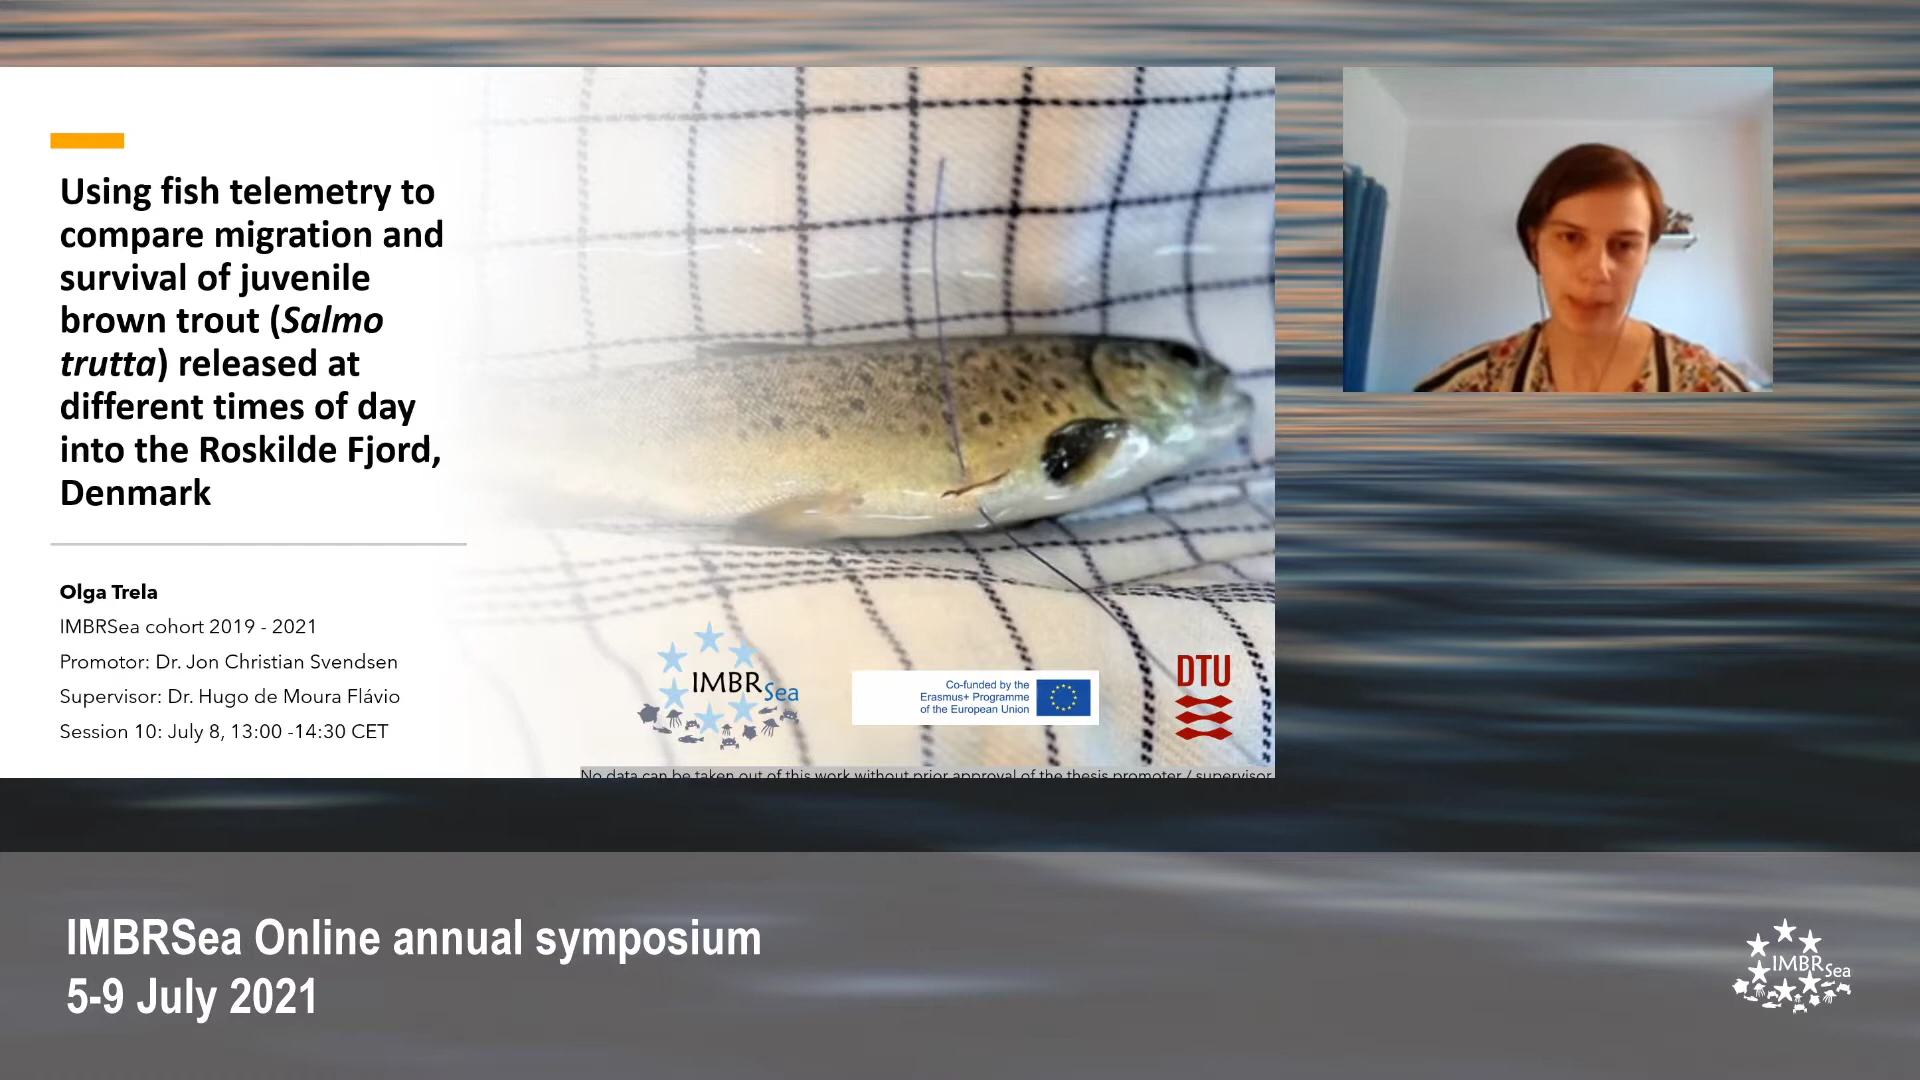 Using fish telemetry to
compare migration and
survival of juvenile
brown trout (Salmo
trutta) released at
different times of day
into the Roskilde Fjord,
Denmark
Olga Trela
IMBRSea cohort 2019 - 2021
Promotor: Dr. Jon Christian Svendsen
Supervisor: Dr. Hugo de Moura Flávio
Session 10: July 8, 13:00 -14:30 CET
IMBRSea
Co-funded by the
Erasmus+ Programme
of the European Union
DTU
No data can be taken out of this work without prior approval of the thesis promoter / supervisor
IMBRSea Online annual symposium
5-9 July 2021
IMBRSea